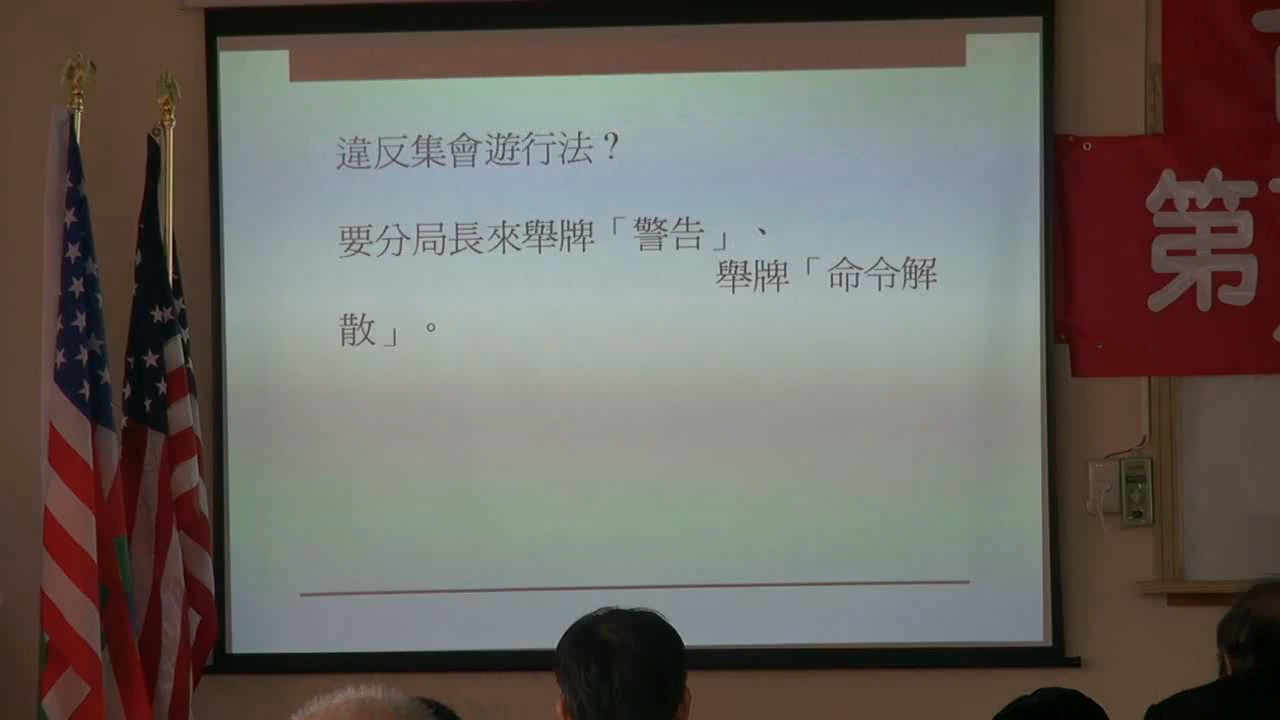 違反集會遊行法？
要分局長來舉牌「警告」、
舉牌「命令解
散」。
第